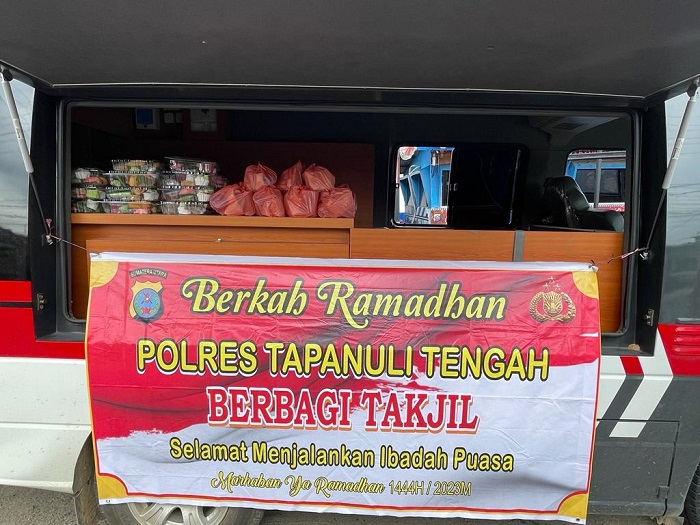 SUMATERA UTARA
Berkah Ramadhan
POLRES TAPANULI TENGAH
BERBAGI TAKJIL
Selamat Menjalankan Ibadah Puasa
Marhaban Ya Ramadhan 1444H / 2023M